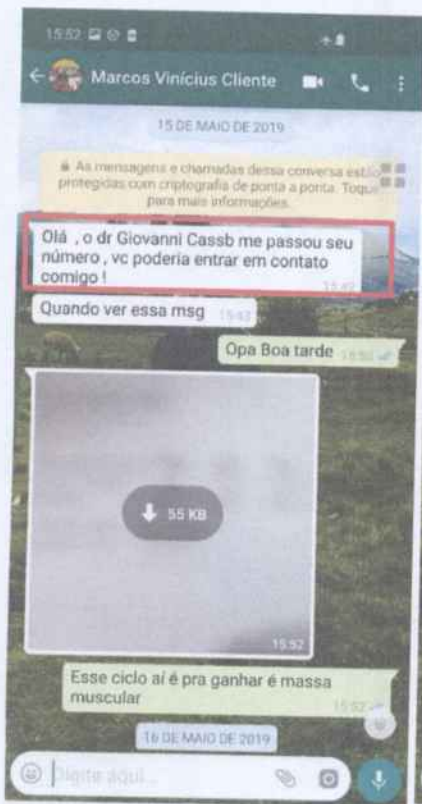 15:52
Marcos Vinícius Cliente
15 DE MAIO DE 2019
As mensagens e chamadas dessa conversa estão
protegidas com criptografia de ponta a ponta. Toque
para mais informações.
Olá , o dr Giovanni Cassb me passou seu
número , vc poderia entrar em contato
comigo !
Quando ver essa msg
Opa Boa tarde
55 KB
15:52
Esse ciclo aí é pra ganhar é massa
muscular
15:52
16 DE MAIO DE 2019
Digite aqui...